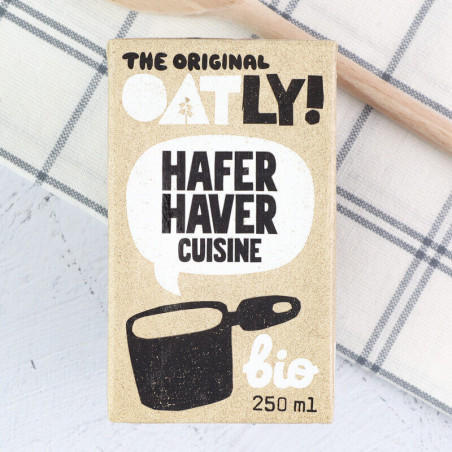 THE ORIGINAL
OATLY!
HAFER
HAVER
CUISINE
bio
250 ml